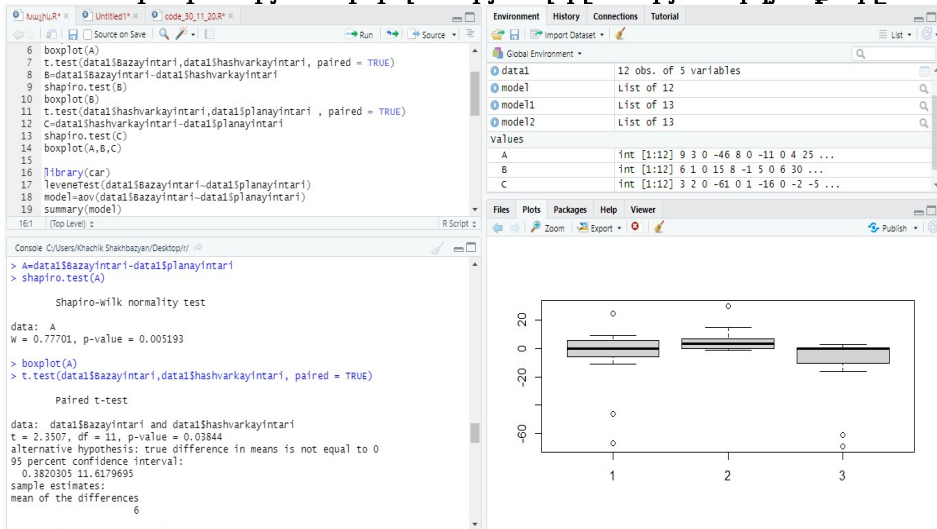 Խաչիկ.R* × Untitled1* × code_30_11_20.R* ×
Source on Save Run Source
6 boxplot(A)
7 t.test(data1$Bazayintari,data1$hashvarkayintari, paired = TRUE)
8 B=data1$Bazayintari-data1$hashvarkayintari
9 shapiro.test(B)
10 boxplot(B)
11 t.test(data1$hashvarkayintari,data1$planayintari , paired = TRUE)
12 C=data1$hashvarkayintari-data1$planayintari
13 shapiro.test(C)
14 boxplot(A,B,C)
15
16 library(car)
17 leveneTest(data1$Bazayintari~data1$planayintari)
18 model=aov(data1$Bazayintari~data1$planayintari)
19 summary(model)
16:1 (Top Level) R Script
Console C:/Users/Khachik Shakhbazyan/Desktop/r/
> A=data1$Bazayintari-data1$planayintari
> shapiro.test(A)
Shapiro-Wilk normality test
data: A
W = 0.77701, p-value = 0.005193
> boxplot(A)
> t.test(data1$Bazayintari,data1$hashvarkayintari, paired = TRUE)
Paired t-test
data: data1$Bazayintari and data1$hashvarkayintari
t = 2.3507, df = 11, p-value = 0.03844
alternative hypothesis: true difference in means is not equal to 0
95 percent confidence interval:
0.3820305 11.6179695
sample estimates:
mean of the differences
6
Environment History Connections Tutorial
Import Dataset List
Global Environment
data1 12 obs. of 5 variables
model List of 12
model1 List of 13
model2 List of 13
Values
A int [1:12] 9 3 0 -46 8 0 -11 0 4 25 ...
B int [1:12] 6 1 0 15 8 -1 5 0 6 30 ...
C int [1:12] 3 2 0 -61 0 1 -16 0 -2 -5 ...
Files Plots Packages Help Viewer
Zoom Export Publish
20
0
-20
-60
1 2 3